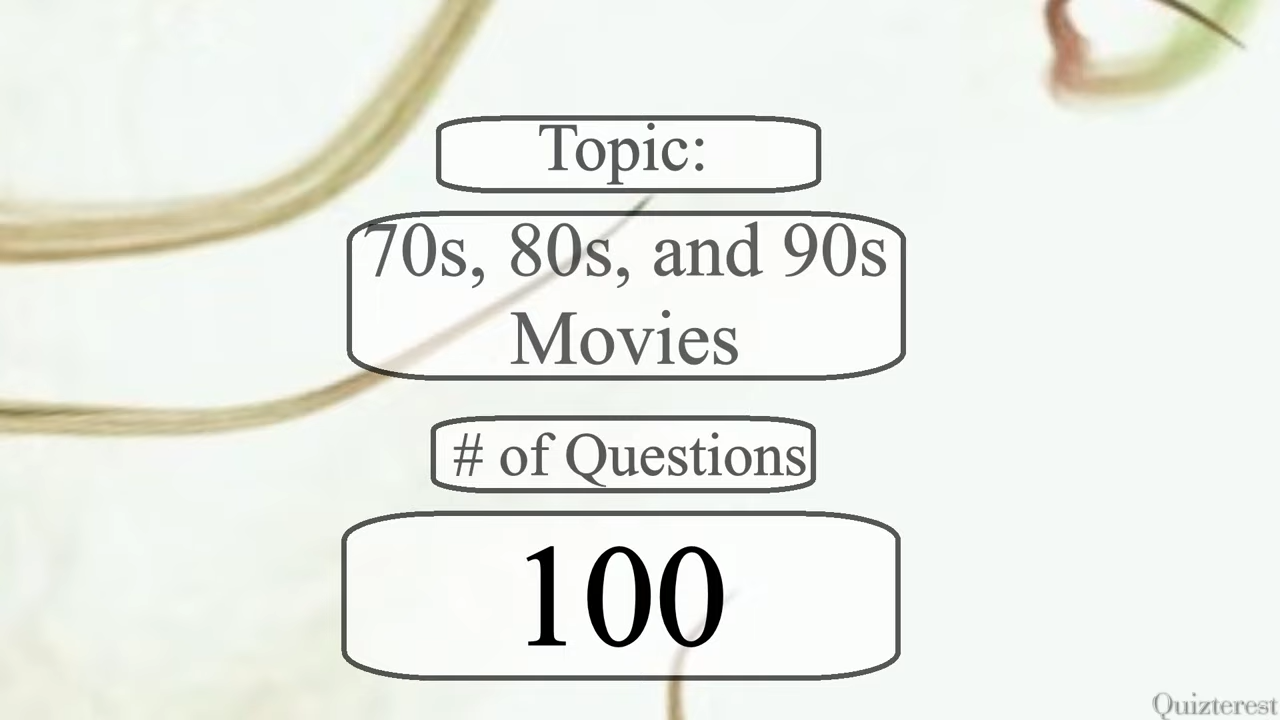 Topic:
70s, 80s, and 90s
Movies
# of Questions
100
Quizterest